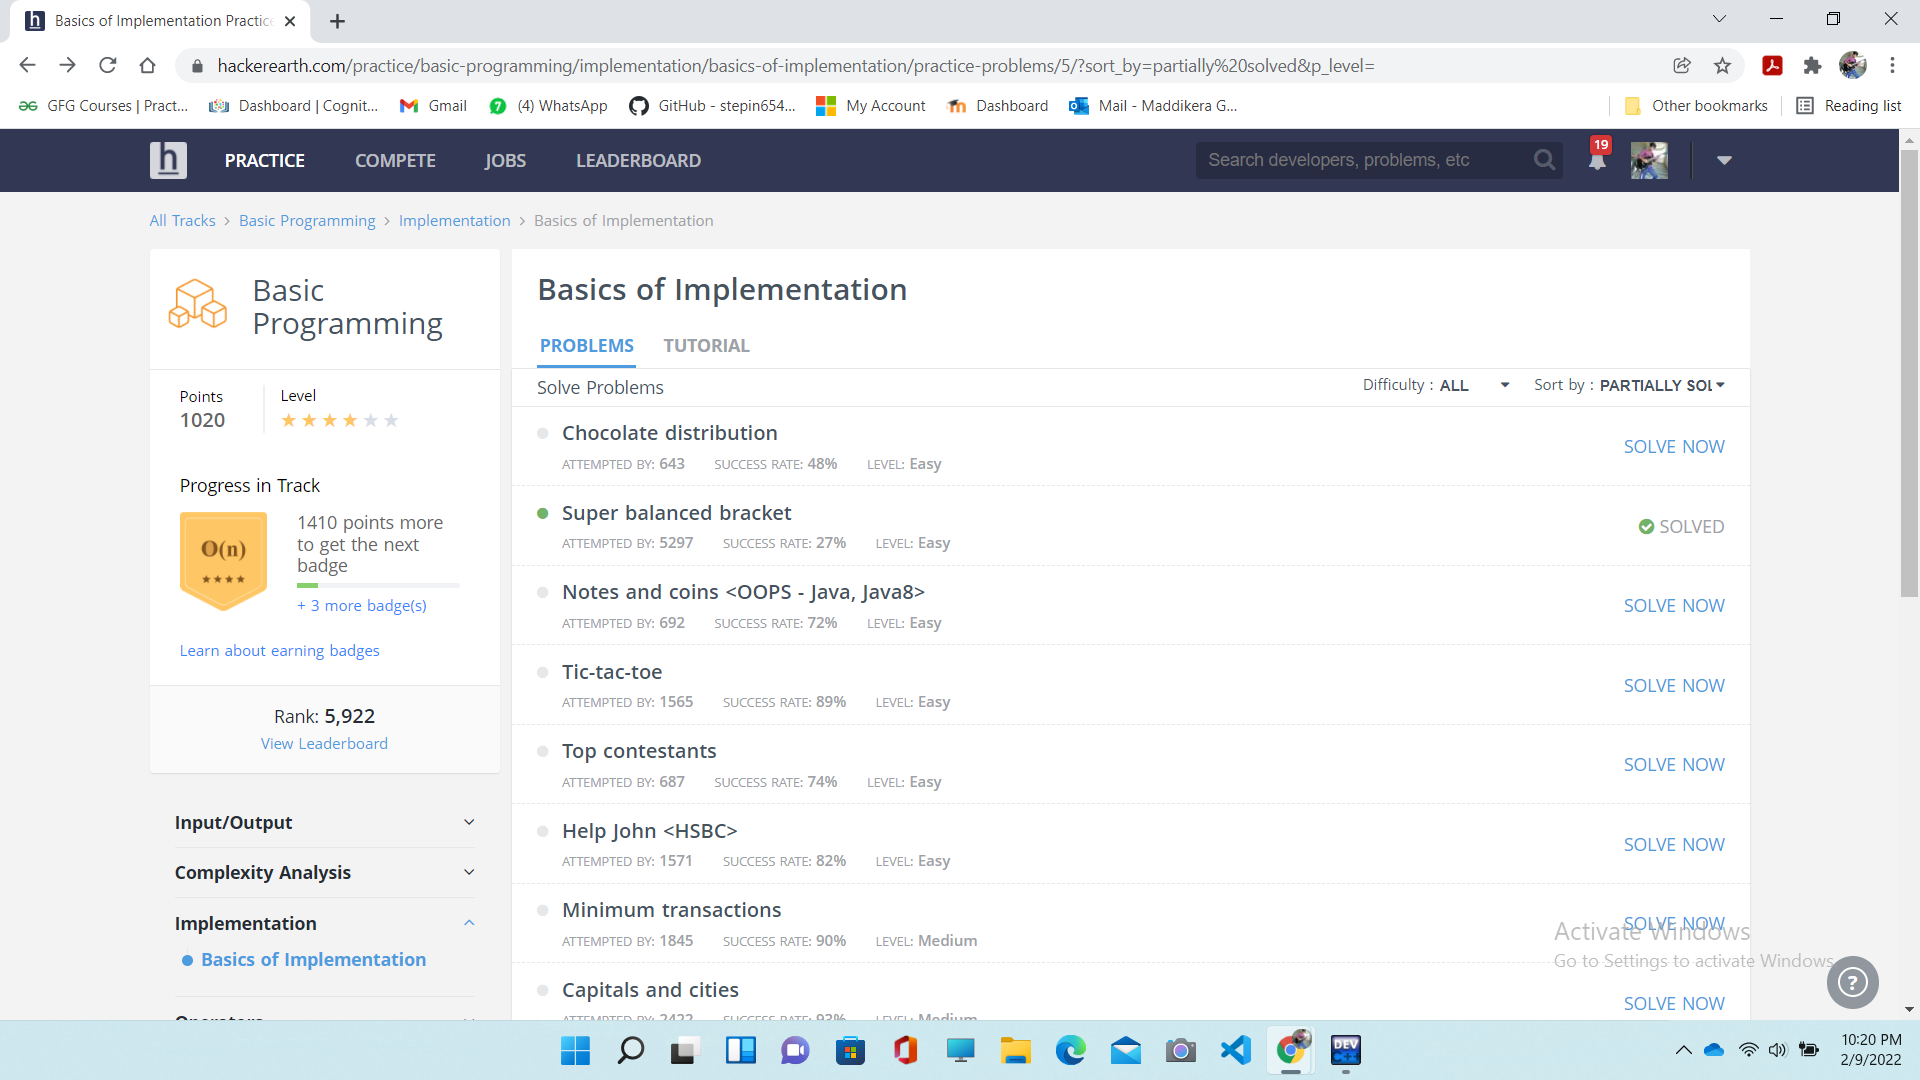 Basics of Implementation Practice
hackerearth.com/practice/basic-programming/implementation/basics-of-implementation/practice-problems/5/?sort_by=partially%20solved&p_level=
GFG Courses | Pract... Dashboard | Cognit... Gmail (4) WhatsApp GitHub - stepin654... My Account Dashboard Mail - Maddikera G... Other bookmarks Reading list
h PRACTICE COMPETE JOBS LEADERBOARD Search developers, problems, etc 19
All Tracks > Basic Programming > Implementation > Basics of Implementation
Basic
Programming
Points
1020
Level
Progress in Track
O(n)
1410 points more
to get the next
badge
+ 3 more badge(s)
Learn about earning badges
Rank: 5,922
View Leaderboard
Input/Output
Complexity Analysis
Implementation
Basics of Implementation
Operators
Basics of Implementation
PROBLEMS TUTORIAL
Solve Problems Difficulty : ALL Sort by : PARTIALLY SOL
Chocolate distribution
ATTEMPTED BY: 643 SUCCESS RATE: 48% LEVEL: Easy
SOLVE NOW
Super balanced bracket
ATTEMPTED BY: 5297 SUCCESS RATE: 27% LEVEL: Easy
SOLVED
Notes and coins <OOPS - Java, Java8>
ATTEMPTED BY: 692 SUCCESS RATE: 72% LEVEL: Easy
SOLVE NOW
Tic-tac-toe
ATTEMPTED BY: 1565 SUCCESS RATE: 89% LEVEL: Easy
SOLVE NOW
Top contestants
ATTEMPTED BY: 687 SUCCESS RATE: 74% LEVEL: Easy
SOLVE NOW
Help John <HSBC>
ATTEMPTED BY: 1571 SUCCESS RATE: 82% LEVEL: Easy
SOLVE NOW
Minimum transactions
ATTEMPTED BY: 1845 SUCCESS RATE: 90% LEVEL: Medium
SOLVE NOW
Capitals and cities
ATTEMPTED BY: 2422 SUCCESS RATE: 93% LEVEL: Medium
SOLVE NOW
Activate Windows
Go to Settings to activate Windows.
?
DEV
C++
10:20 PM
2/9/2022